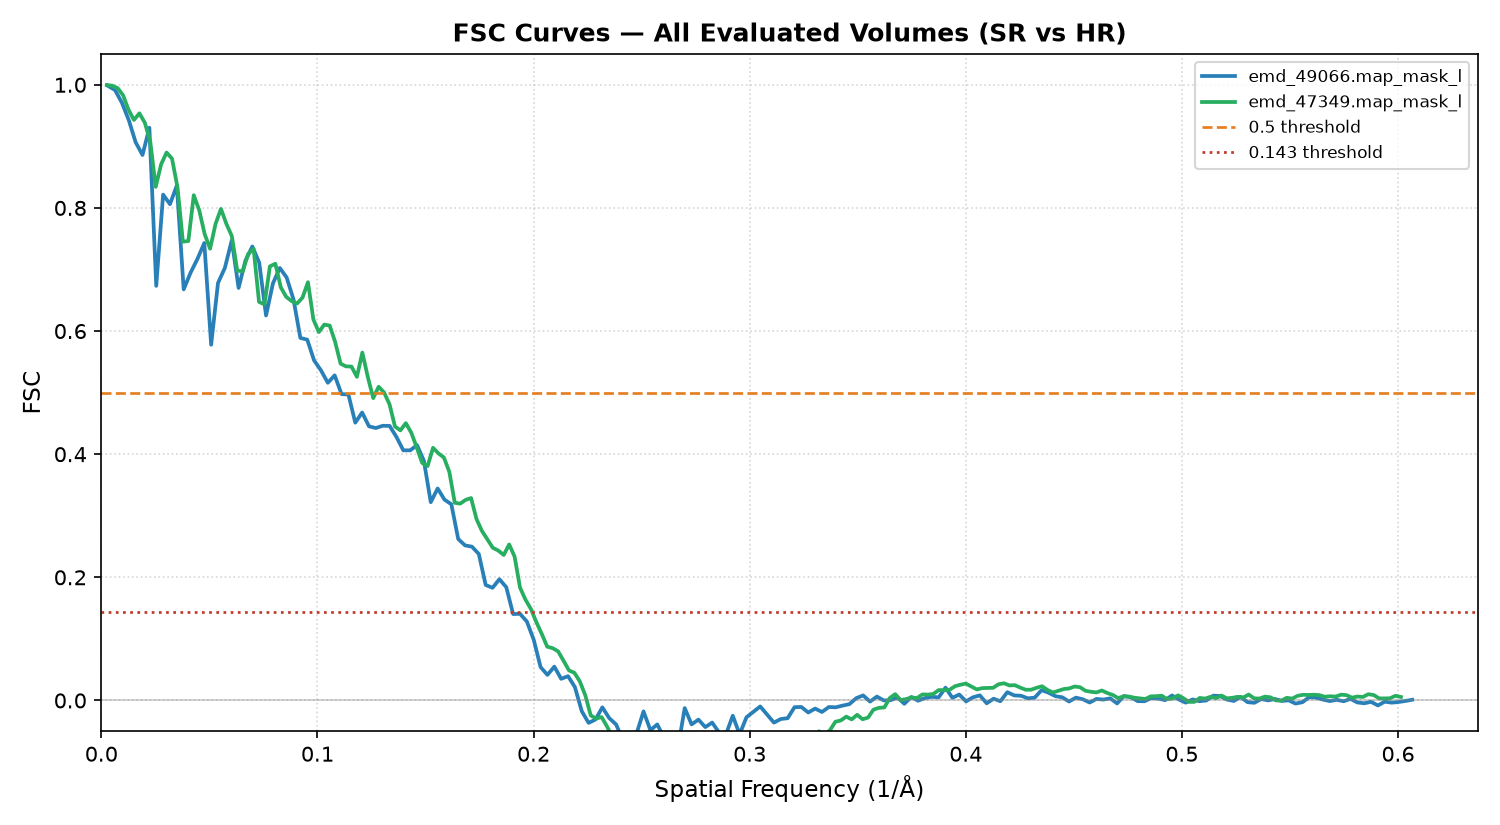 FSC Curves — All Evaluated Volumes (SR vs HR)
emd_49066.map_mask_l
emd_47349.map_mask_l
0.5 threshold
0.143 threshold
FSC
1.0
0.8
0.6
0.4
0.2
0.0
0.0 0.1 0.2 0.3 0.4 0.5 0.6
Spatial Frequency (1/Å)